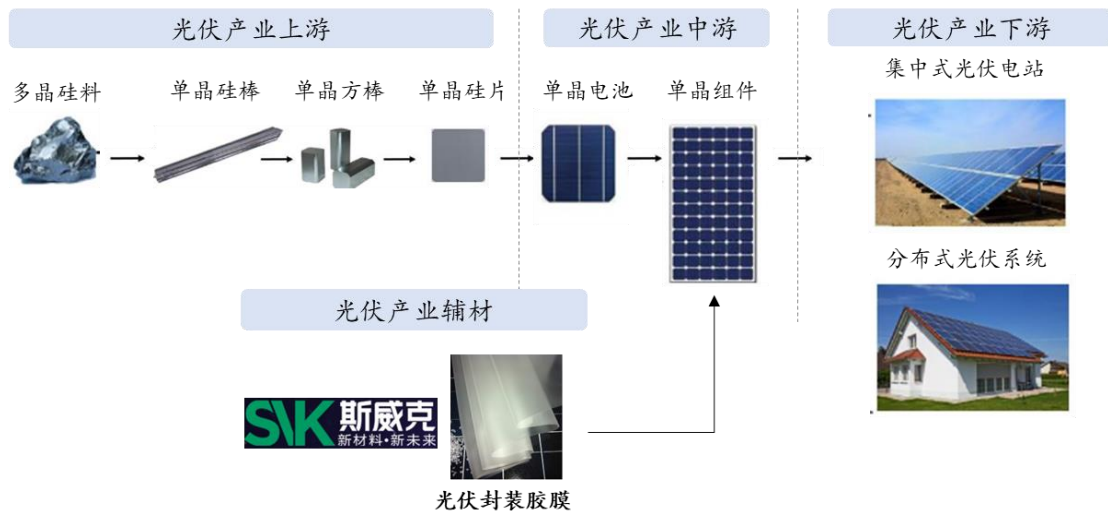 光伏产业上游
光伏产业中游
光伏产业下游
多晶硅料
单晶硅棒
单晶方棒
单晶硅片
单晶电池
单晶组件
集中式光伏电站
分布式光伏系统
光伏产业辅材
SVK 斯威克
新材料·新未来
光伏封装胶膜